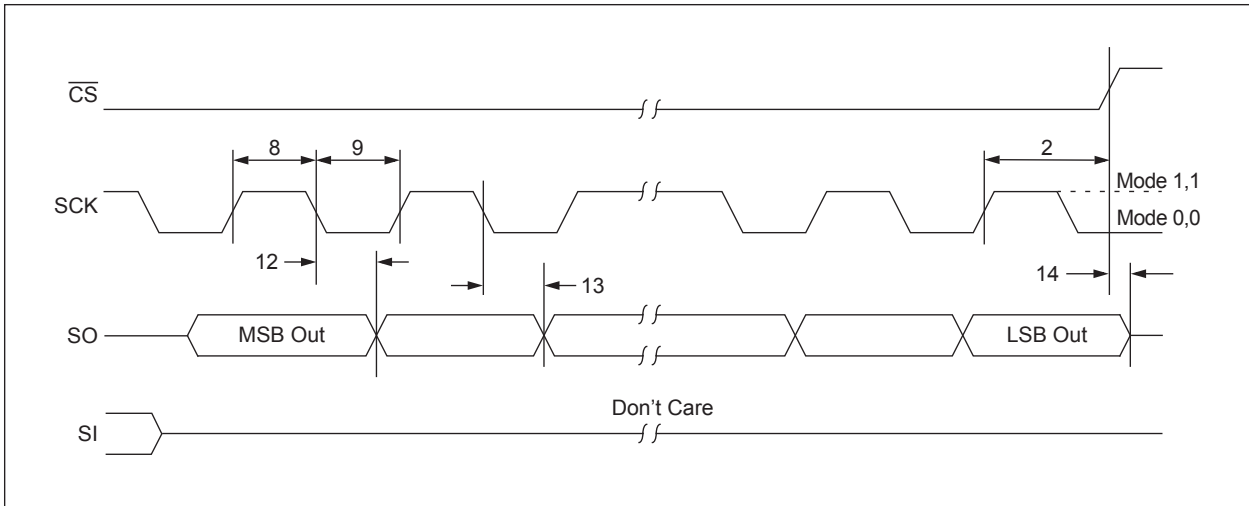 CS
8
9
2
SCK
Mode 1,1
Mode 0,0
12
13
14
SO
MSB Out
LSB Out
Don't Care
SI